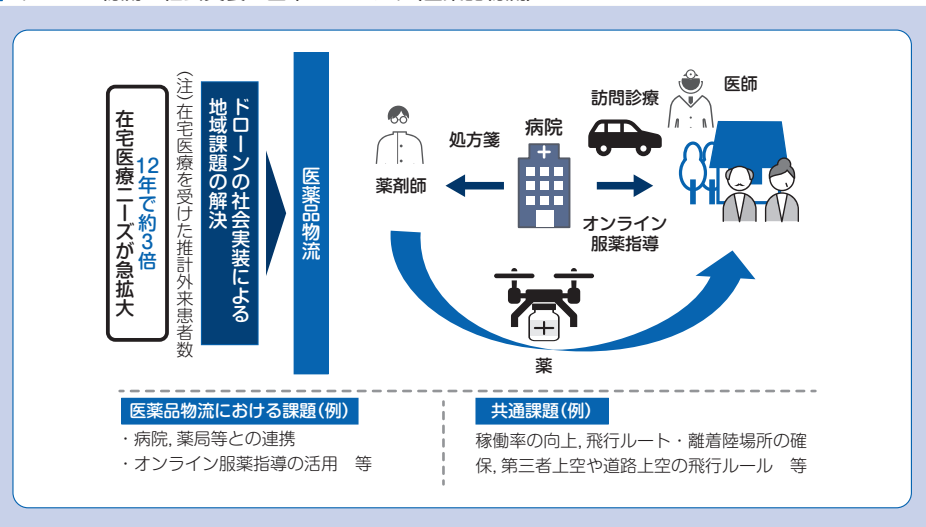 在宅医療ニーズが急拡大
12年で約3倍
(注)在宅医療を受けた推計外来患者数
ドローンの社会実装による
地域課題の解決
医薬品物流
薬剤師
処方箋
病院
訪問診療
医師
オンライン
服薬指導
薬
医薬品物流における課題(例)
・病院,薬局等との連携
・オンライン服薬指導の活用　等
共通課題(例)
稼働率の向上,飛行ルート・離着陸場所の確
保,第三者上空や道路上空の飛行ルール　等